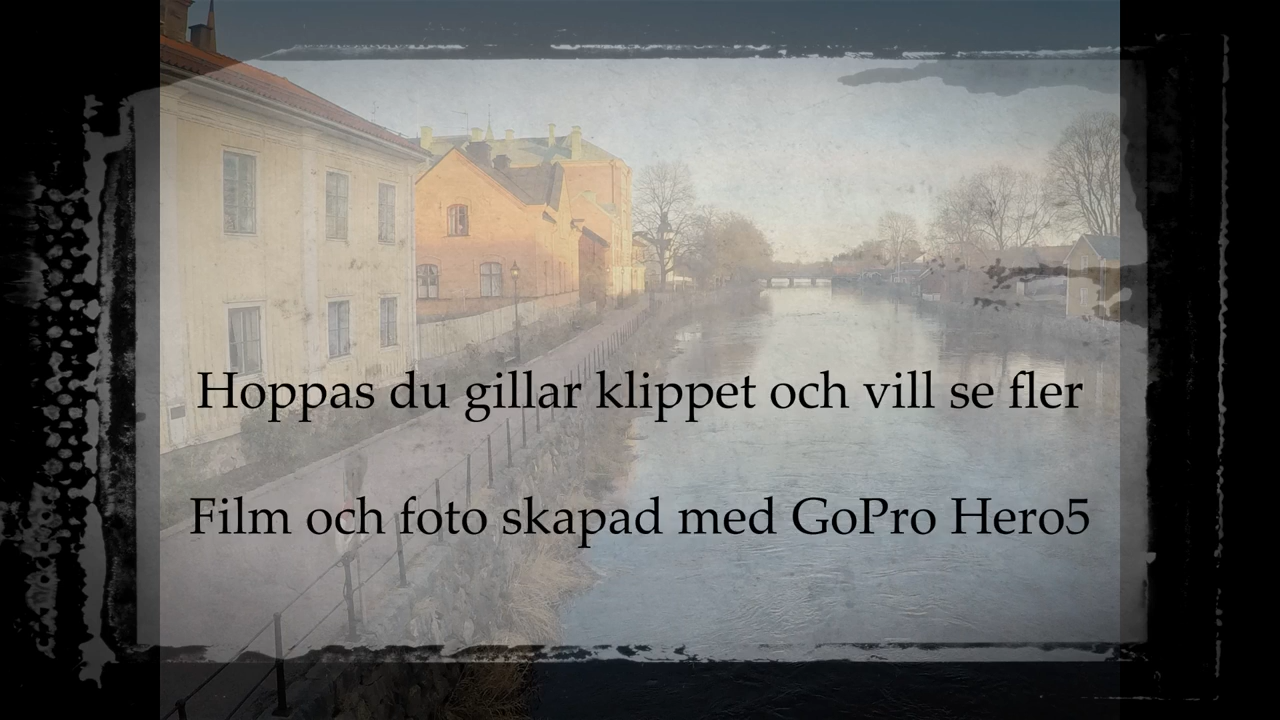 Hoppas du gillar klippet och vill se fler
Film och foto skapad med GoPro Hero5